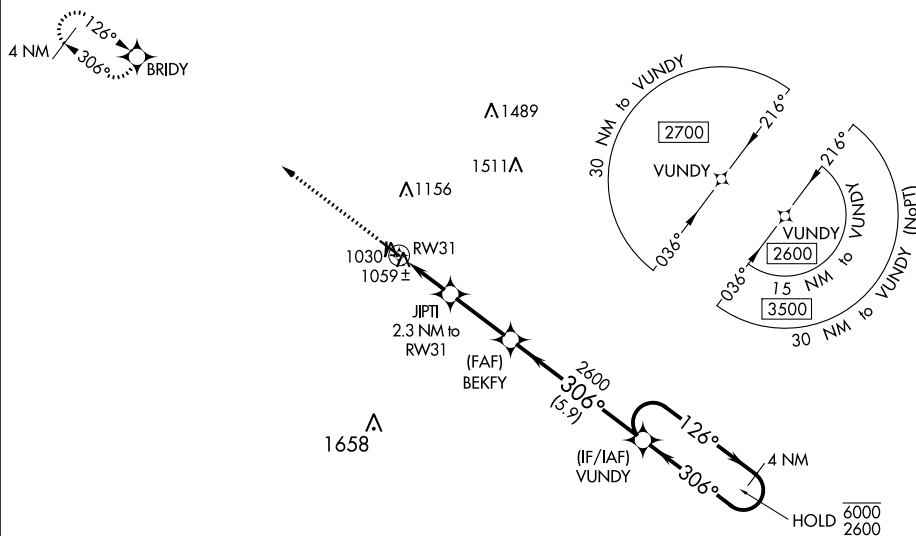 126°
4 NM
306°
BRIDY
1489
1511
1156
30 NM to VUNDY
216°
2700
VUNDY
036°
216°
VUNDY
2600
15 NM to VUNDY
036°
3500
30 NM to VUNDY (NoPT)
RW31
1030
1059±
JIPTI
2.3 NM to
RW31
(FAF)
BEKFY
2600
306°
(5.9)
1658
126°
4 NM
(IF/IAF)
VUNDY
306°
HOLD 6000
2600